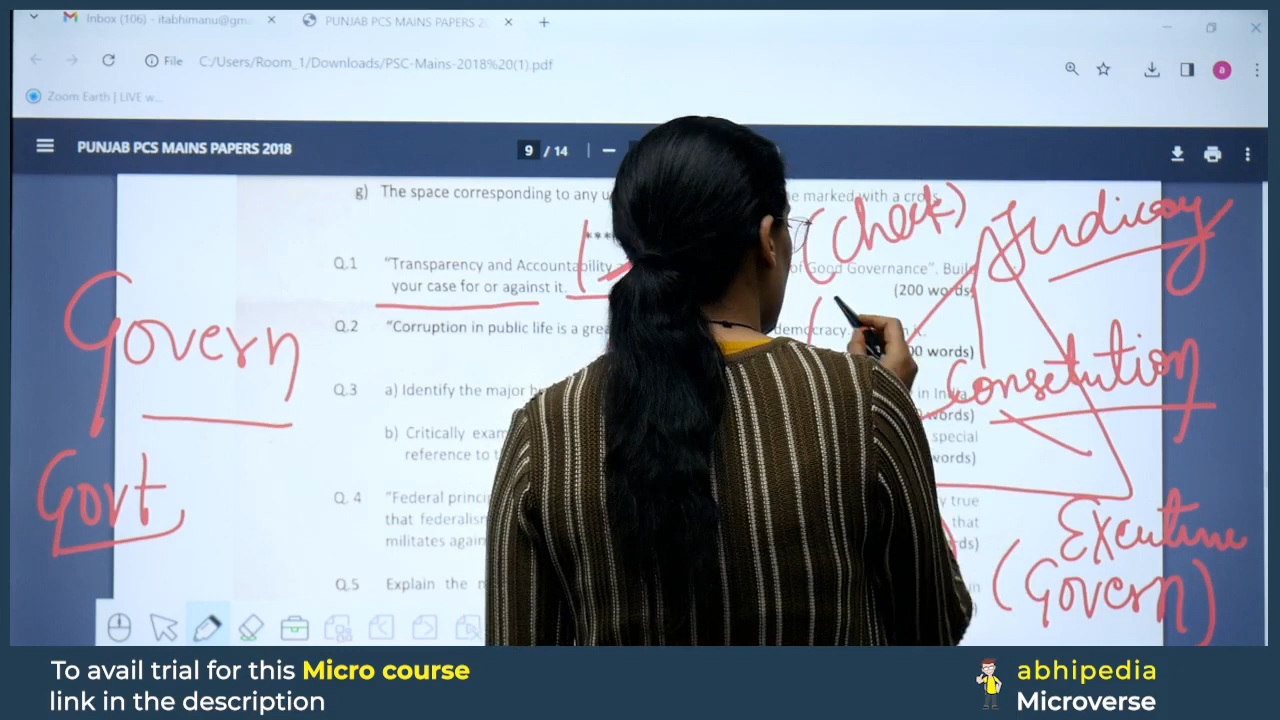 Inbox (106) - itabhimanu@gm
PUNJAB PCS MAINS PAPERS 2
File C:/Users/Room_1/Downloads/PSC-Mains-2018%20(1).pdf
a
Zoom Earth | LIVE w...
PUNJAB PCS MAINS PAPERS 2018
9 / 14
g) The space corresponding to any u
e marked with a cross
(Check)
Judicary
Q.1 "Transparency and Accountability
of Good Governance". Build
your case for or against it.
(200 words)
Govern
Q.2 "Corruption in public life is a grea
democracy.
0 words)
Consetution
Q.3 a) Identify the major
e in India
words)
b) Critically exam
special
reference to t
words)
Govt
Q. 4 "Federal princi
y true
that federalis
that
militates again
rds)
Executive
(Govern)
Q.5 Explain the
in
To avail trial for this Micro course
link in the description
abhipedia
Microverse